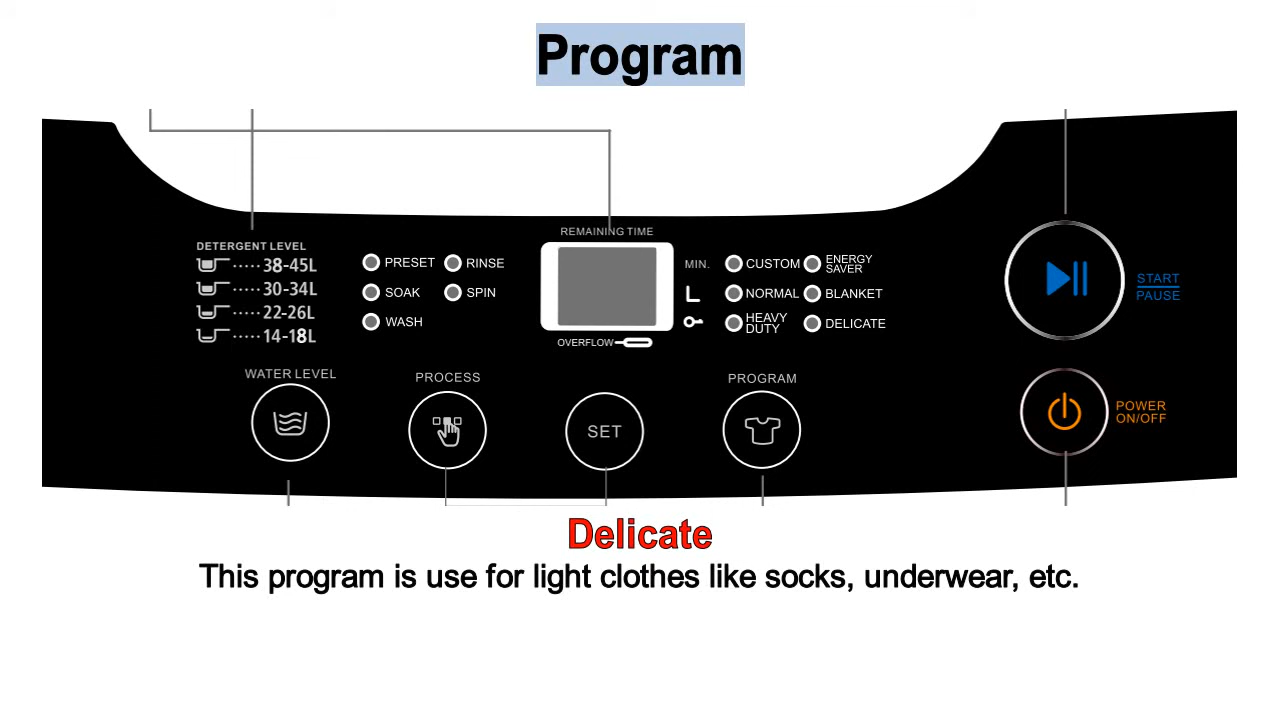 Program
REMAINING TIME
DETERGENT LEVEL
38-45L
30-34L
22-26L
14-18L
PRESET
RINSE
SOAK
SPIN
WASH
MIN.
L
OVERFLOW
CUSTOM
ENERGY
SAVER
NORMAL
BLANKET
HEAVY
DUTY
DELICATE
START
PAUSE
WATER LEVEL
PROCESS
SET
PROGRAM
POWER
ON/OFF
Delicate
This program is use for light clothes like socks, underwear, etc.